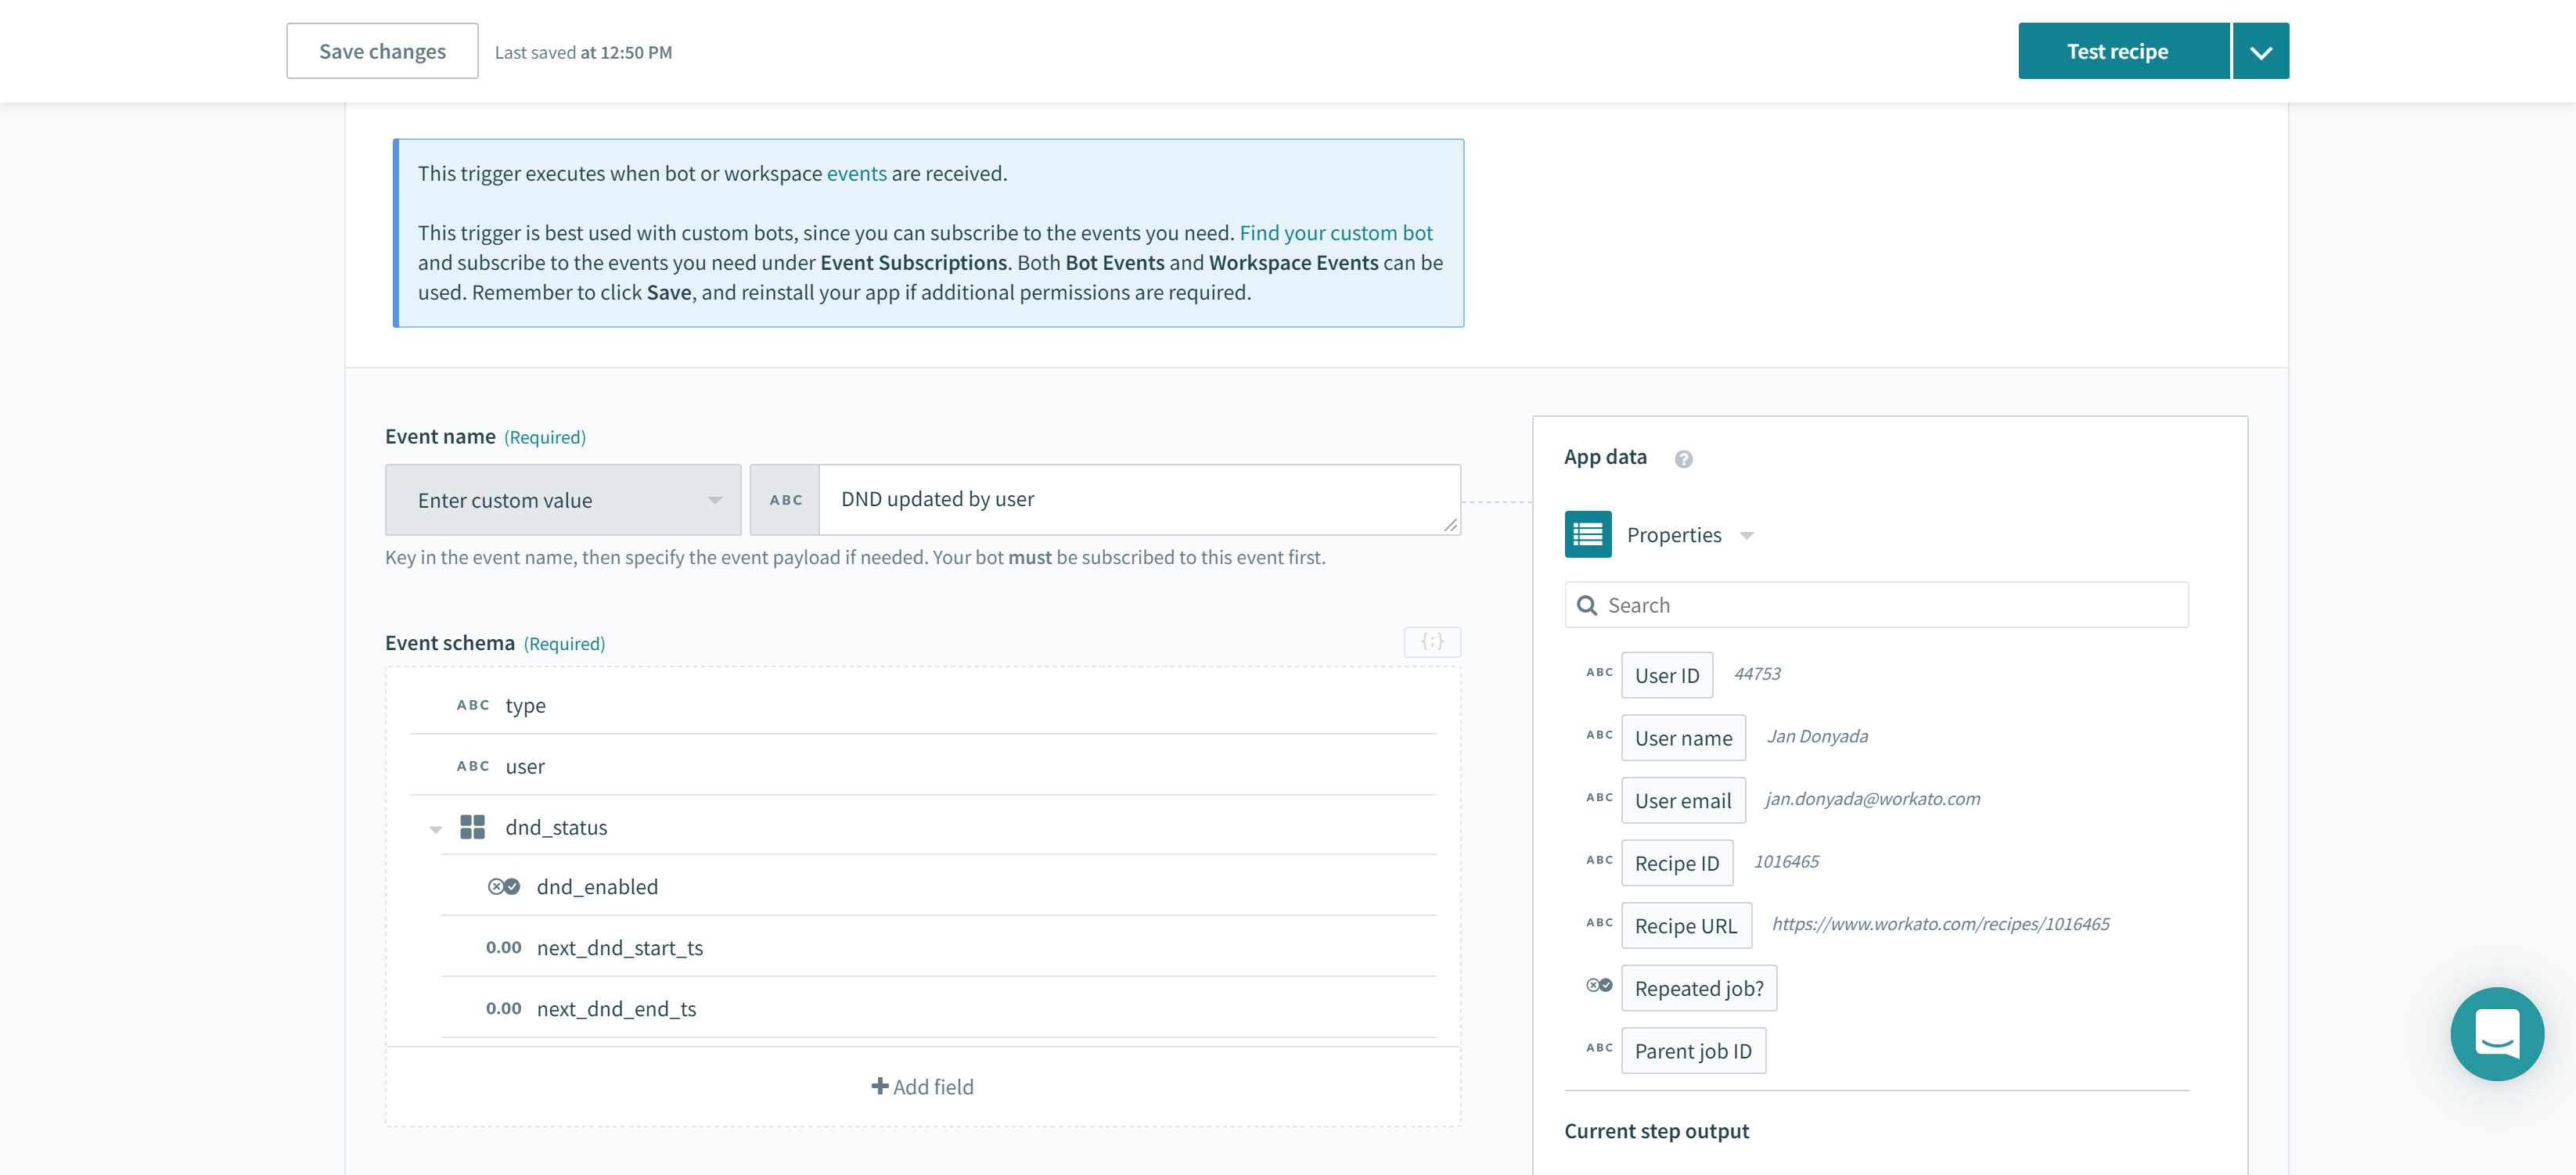 Save changes
Last saved at 12:50 PM
Test recipe
This trigger executes when bot or workspace events are received.
This trigger is best used with custom bots, since you can subscribe to the events you need. Find your custom bot
and subscribe to the events you need under Event Subscriptions. Both Bot Events and Workspace Events can be
used. Remember to click Save, and reinstall your app if additional permissions are required.
Event name (Required)
Enter custom value
ABC DND updated by user
Key in the event name, then specify the event payload if needed. Your bot must be subscribed to this event first.
Event schema (Required)
{;}
ABC type
ABC user
dnd_status
dnd_enabled
0.00 next_dnd_start_ts
0.00 next_dnd_end_ts
+ Add field
App data ?
Properties
Search
ABC User ID 44753
ABC User name Jan Donyada
ABC User email jan.donyada@workato.com
ABC Recipe ID 1016465
ABC Recipe URL https://www.workato.com/recipes/1016465
Repeated job?
ABC Parent job ID
Current step output